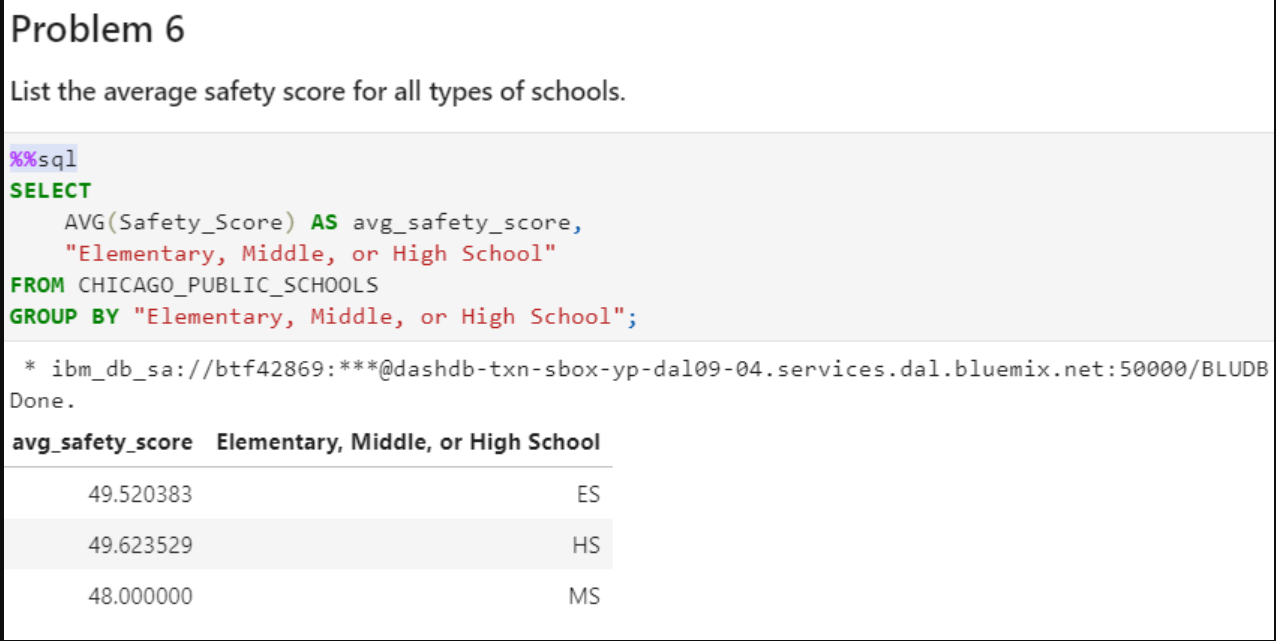 Problem 6
List the average safety score for all types of schools.
%%sql
SELECT
    AVG(Safety_Score) AS avg_safety_score,
    "Elementary, Middle, or High School"
FROM CHICAGO_PUBLIC_SCHOOLS
GROUP BY "Elementary, Middle, or High School";
 * ibm_db_sa://btf42869:***@dashdb-txn-sbox-yp-dal09-04.services.dal.bluemix.net:50000/BLUDB
Done.
avg_safety_score Elementary, Middle, or High School
49.520383 ES
49.623529 HS
48.000000 MS